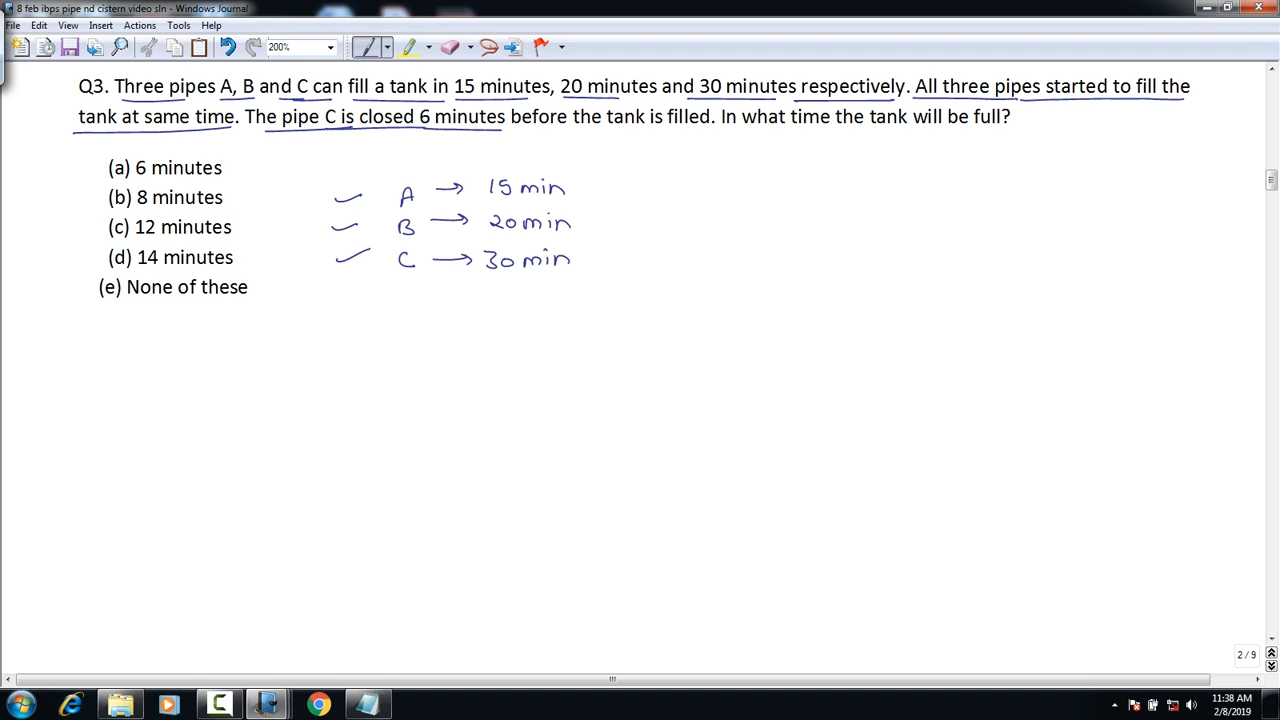 8 feb ibps pipe nd cistern video sln - Windows Journal
File Edit View Insert Actions Tools Help
200%
Q3. Three pipes A, B and C can fill a tank in 15 minutes, 20 minutes and 30 minutes respectively. All three pipes started to fill the
tank at same time. The pipe C is closed 6 minutes before the tank is filled. In what time the tank will be full?
(a) 6 minutes
(b) 8 minutes
(c) 12 minutes
(d) 14 minutes
(e) None of these
A → 15 min
B → 20 min
C → 30 min
2 / 9
11:38 AM
2/8/2019